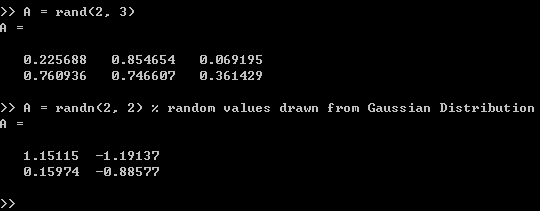 >> A = rand(2, 3)
A =
0.225688 0.854654 0.069195
0.760936 0.746607 0.361429
>> A = randn(2, 2) % random values drawn from Gaussian Distribution
A =
1.15115 -1.19137
0.15974 -0.88577
>>